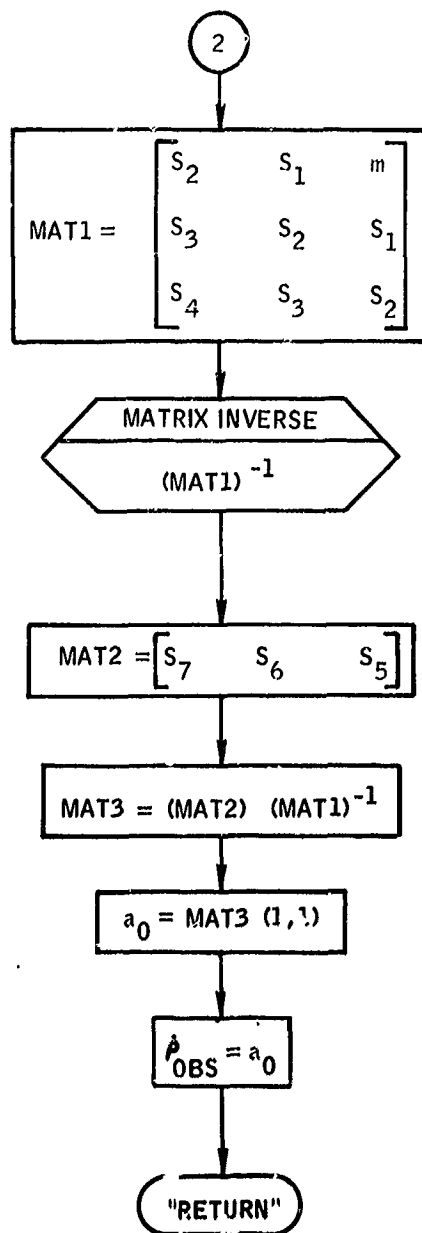 2
MAT1 = [ S₂ S₁ m
S₃ S₂ S₁
S₄ S₃ S₂ ]
MATRIX INVERSE
(MAT1)⁻¹
MAT2 = [ S₇ S₆ S₅ ]
MAT3 = (MAT2) (MAT1)⁻¹
a₀ = MAT3 (1,1)
ρ̇_OBS = a₀
"RETURN"